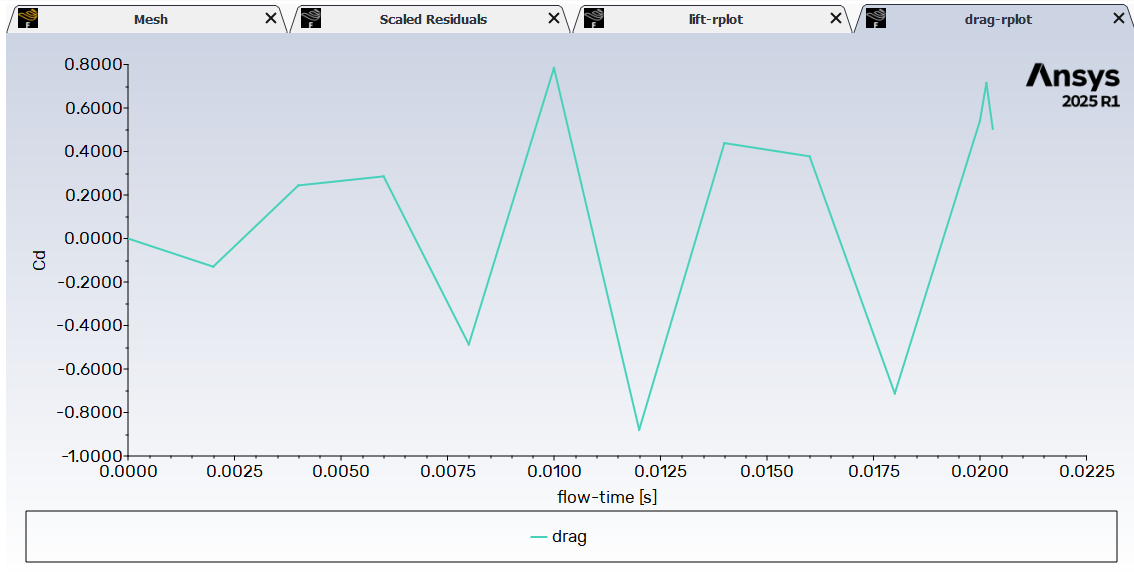 Mesh
Scaled Residuals
lift-rplot
drag-rplot
Ansys
2025 R1
0.8000
0.6000
0.4000
0.2000
0.0000
-0.2000
-0.4000
-0.6000
-0.8000
-1.0000
Cd
0.0000 0.0025 0.0050 0.0075 0.0100 0.0125 0.0150 0.0175 0.0200 0.0225
flow-time [s]
drag